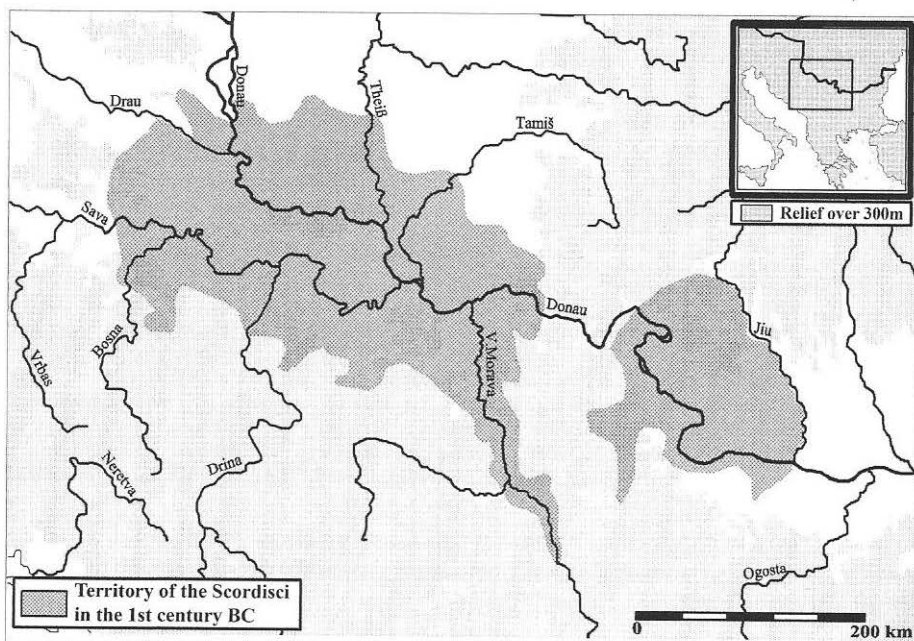 Drau
Donau
Theiß
Tamiš
Relief over 300m
Sava
Donau
Jiu
Vrbas
Bosna
V.Morava
Drina
Neretva
Ogosta
Territory of the Scordisci
in the 1st century BC
0
200 km